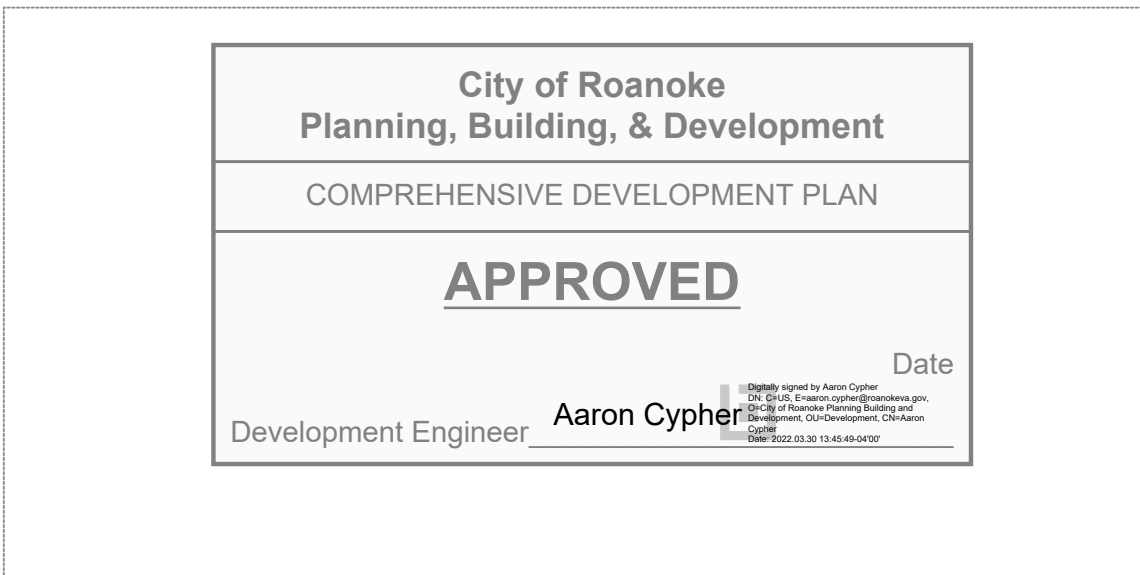 City of Roanoke
Planning, Building, & Development
COMPREHENSIVE DEVELOPMENT PLAN
APPROVED
Date
Development Engineer Aaron Cypher
Digitally signed by Aaron Cypher
DN: C=US, E=aaron.cypher@roanokeva.gov,
O=City of Roanoke Planning Building and
Development, OU=Development, CN=Aaron
Cypher
Date: 2022.03.30 13:45:49-04'00'